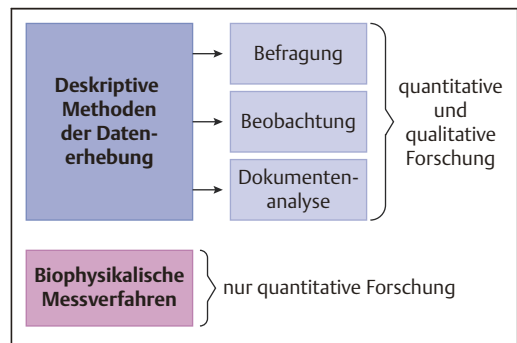 Deskriptive
Methoden
der Daten-
erhebung
Befragung
Beobachtung
Dokumenten-
analyse
quantitative
und
qualitative
Forschung
Biophysikalische
Messverfahren
nur quantitative Forschung